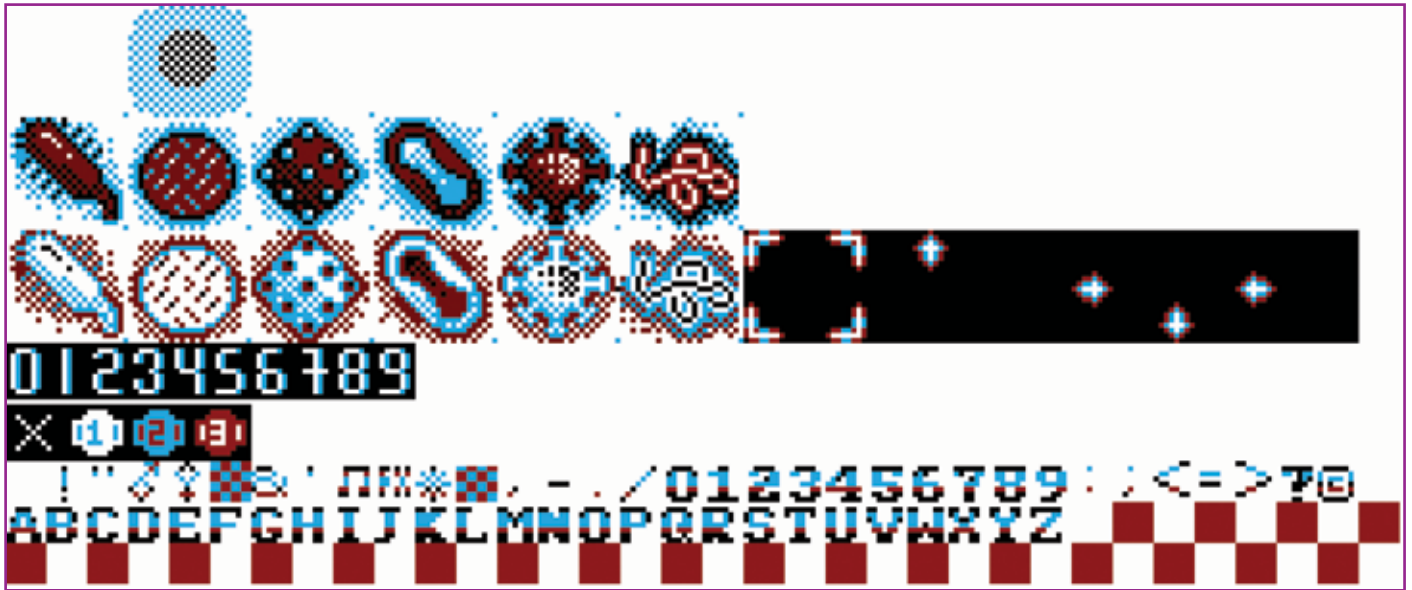 0123456789
X 1 2 3
! " ♂ ♀ ' ♫ * , - . / 0123456789 : ; < = > ? ©
ABCDEFGHIJKLMNOPQRSTUVWXYZ